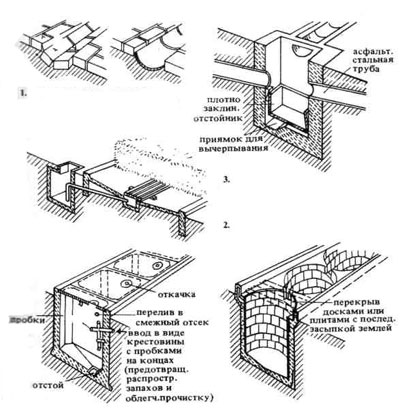 1.
асфальт.
стальная
труба
плотно
заклин.
отстойник
приямок для
вычерпывания
3.
2.
откачка
пробки
перелив в
смежный отсек
ввод в виде
крестовины
с пробками
на концах
(предотвращ.
распростр.
запахов и
облегч.прочистку)
отстой
перекрыв
досками или
плитами с послед.
засыпкой землей